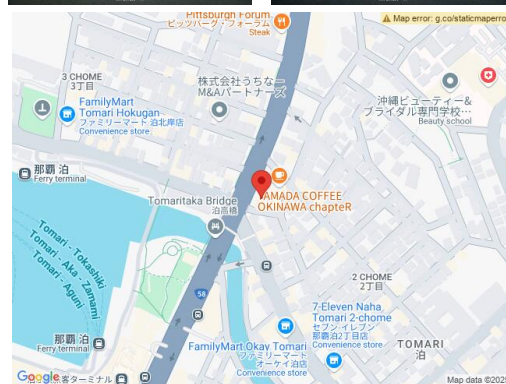 Pittsburgh Forum
ピッツバーグ・フォーラム
Steak
Map error: g.co/staticmaperro
3 CHOME
3丁目
FamilyMart
Tomari Hokugan
ファミリーマート 泊北岸店
Convenience store
株式会社うちなー
M&Aパートナーズ
沖縄ビューティー&
ブライダル専門学校…
Beauty school
那覇 泊
Ferry terminal
Tomaritaka Bridge
泊高橋
YAMADA COFFEE
OKINAWA chapteR
Tomari - Tokashiki
Tomari - Aka - Zamami
Tomari - Aguni
58
2 CHOME
2丁目
7-Eleven Naha
Tomari 2-chome
セブン-イレブン
那覇泊2丁目店
Convenience store
TOMARI
泊
那覇 泊
Ferry terminal
FamilyMart Okay Tomari
ファミリーマート
オーケイ泊店
Convenience store
Google
客ターミナル
Map data ©2025